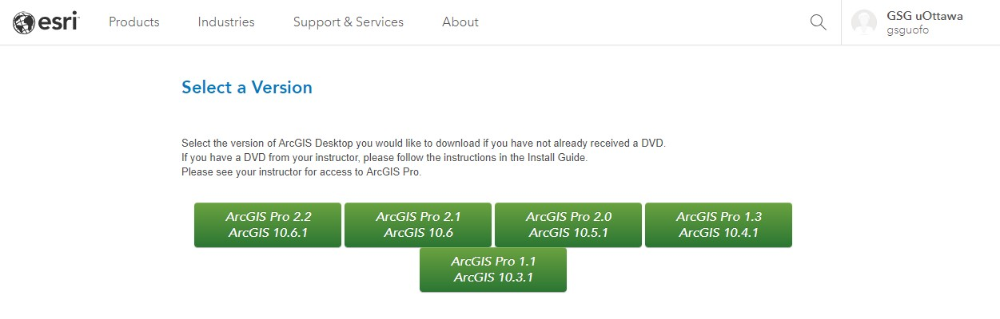 esri
Products
Industries
Support & Services
About
GSG uOttawa
gsguofo
Select a Version
Select the version of ArcGIS Desktop you would like to download if you have not already received a DVD.
If you have a DVD from your instructor, please follow the instructions in the Install Guide.
Please see your instructor for access to ArcGIS Pro.
ArcGIS Pro 2.2
ArcGIS 10.6.1
ArcGIS Pro 2.1
ArcGIS 10.6
ArcGIS Pro 2.0
ArcGIS 10.5.1
ArcGIS Pro 1.3
ArcGIS 10.4.1
ArcGIS Pro 1.1
ArcGIS 10.3.1